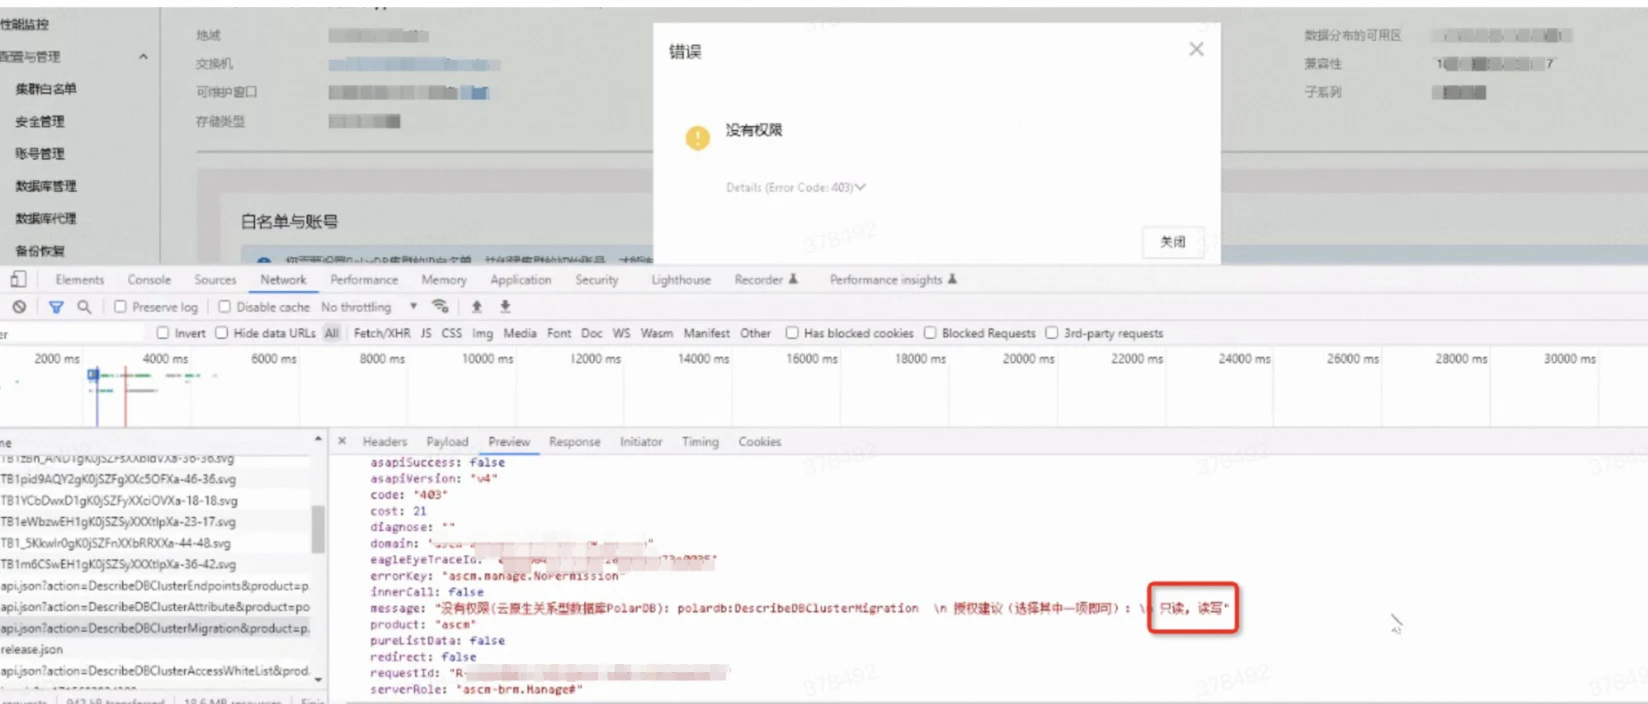 性能监控
配置与管理
集群白名单
安全管理
账号管理
数据库管理
数据库代理
备份恢复
地域
交换机
可维护窗口
存储类型
白名单与账号
错误
没有权限
Details (Error Code: 403)
关闭
数据分布的可用区
兼容性
子系列
Elements Console Sources Network Performance Memory Application Security Lighthouse Recorder Performance insights
Preserve log Disable cache No throttling
Invert Hide data URLs All Fetch/XHR JS CSS Img Media Font Doc WS Wasm Manifest Other Has blocked cookies Blocked Requests 3rd-party requests
2000 ms 4000 ms 6000 ms 8000 ms 10000 ms 12000 ms 14000 ms 16000 ms 18000 ms 20000 ms 22000 ms 24000 ms 26000 ms 28000 ms 30000 ms
Headers Payload Preview Response Initiator Timing Cookies
TB1pid9AQY2gK0jSZFgXXc5OFXa-46-36.svg
TB1YCbDwxD1gK0jSZFyXXciOVXa-18-18.svg
TB1eWbzwEH1gK0jSZSyXXXtlpXa-23-17.svg
TB1_5Kkwlr0gK0jSZFnXXbRRXXa-44-48.svg
TB1m6CSwEH1gK0jSZSyXXXtlpXa-36-42.svg
api.json?action=DescribeDBClusterEndpoints&product=p.
api.json?action=DescribeDBClusterAttribute&product=po
api.json?action=DescribeDBClusterMigration&product=p.
release.json
api.json?action=DescribeDBClusterAccessWhiteList&prod.
asapiSuccess: false
asapiVersion: "v4"
code: "403"
cost: 21
diagnose: ""
domain:
eagleEyeTraceId:
errorKey: "ascm.manage.NoPermission"
innerCall: false
message: "没有权限(云原生关系型数据库PolarDB): polardb:DescribeDBClusterMigration \n 授权建议（选择其中一项即可）: \n 只读, 读写"
product: "ascm"
pureListData: false
redirect: false
requestId: "R-
serverRole: "ascm-brm.Manage#"
378492